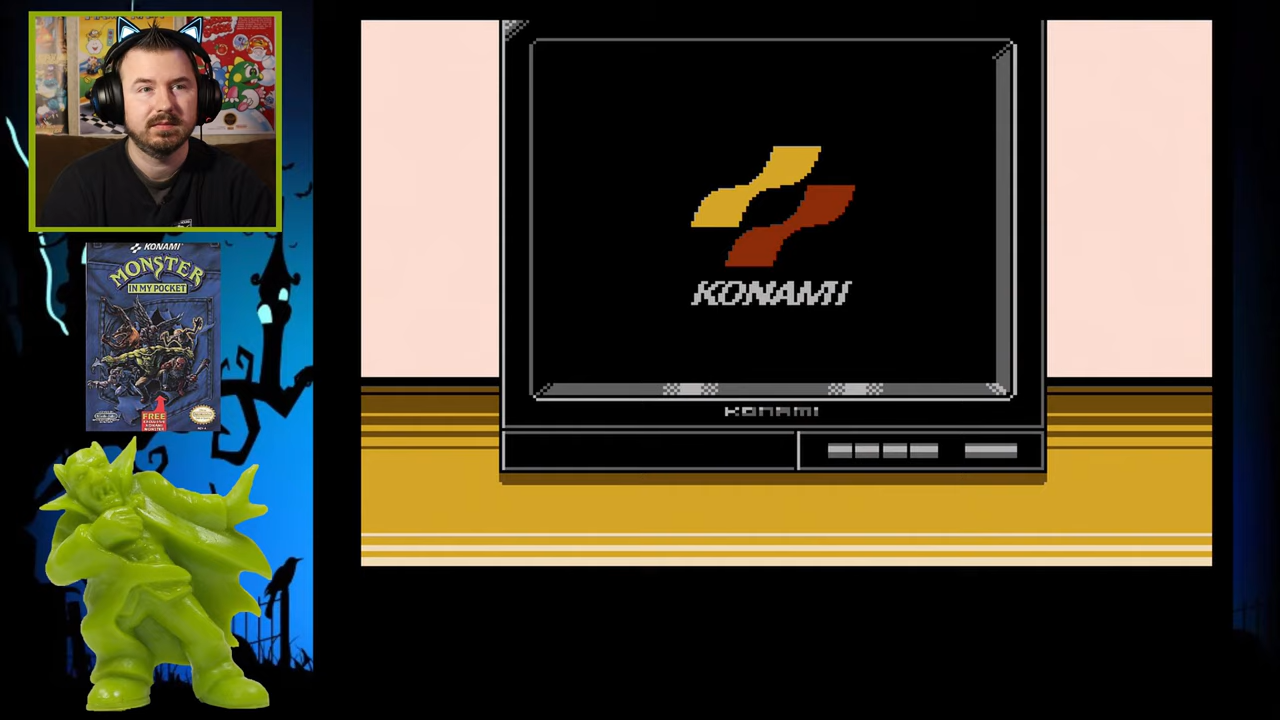 KONAMI
MONSTER
IN MY POCKET
FREE
KONAMI
KONAMI